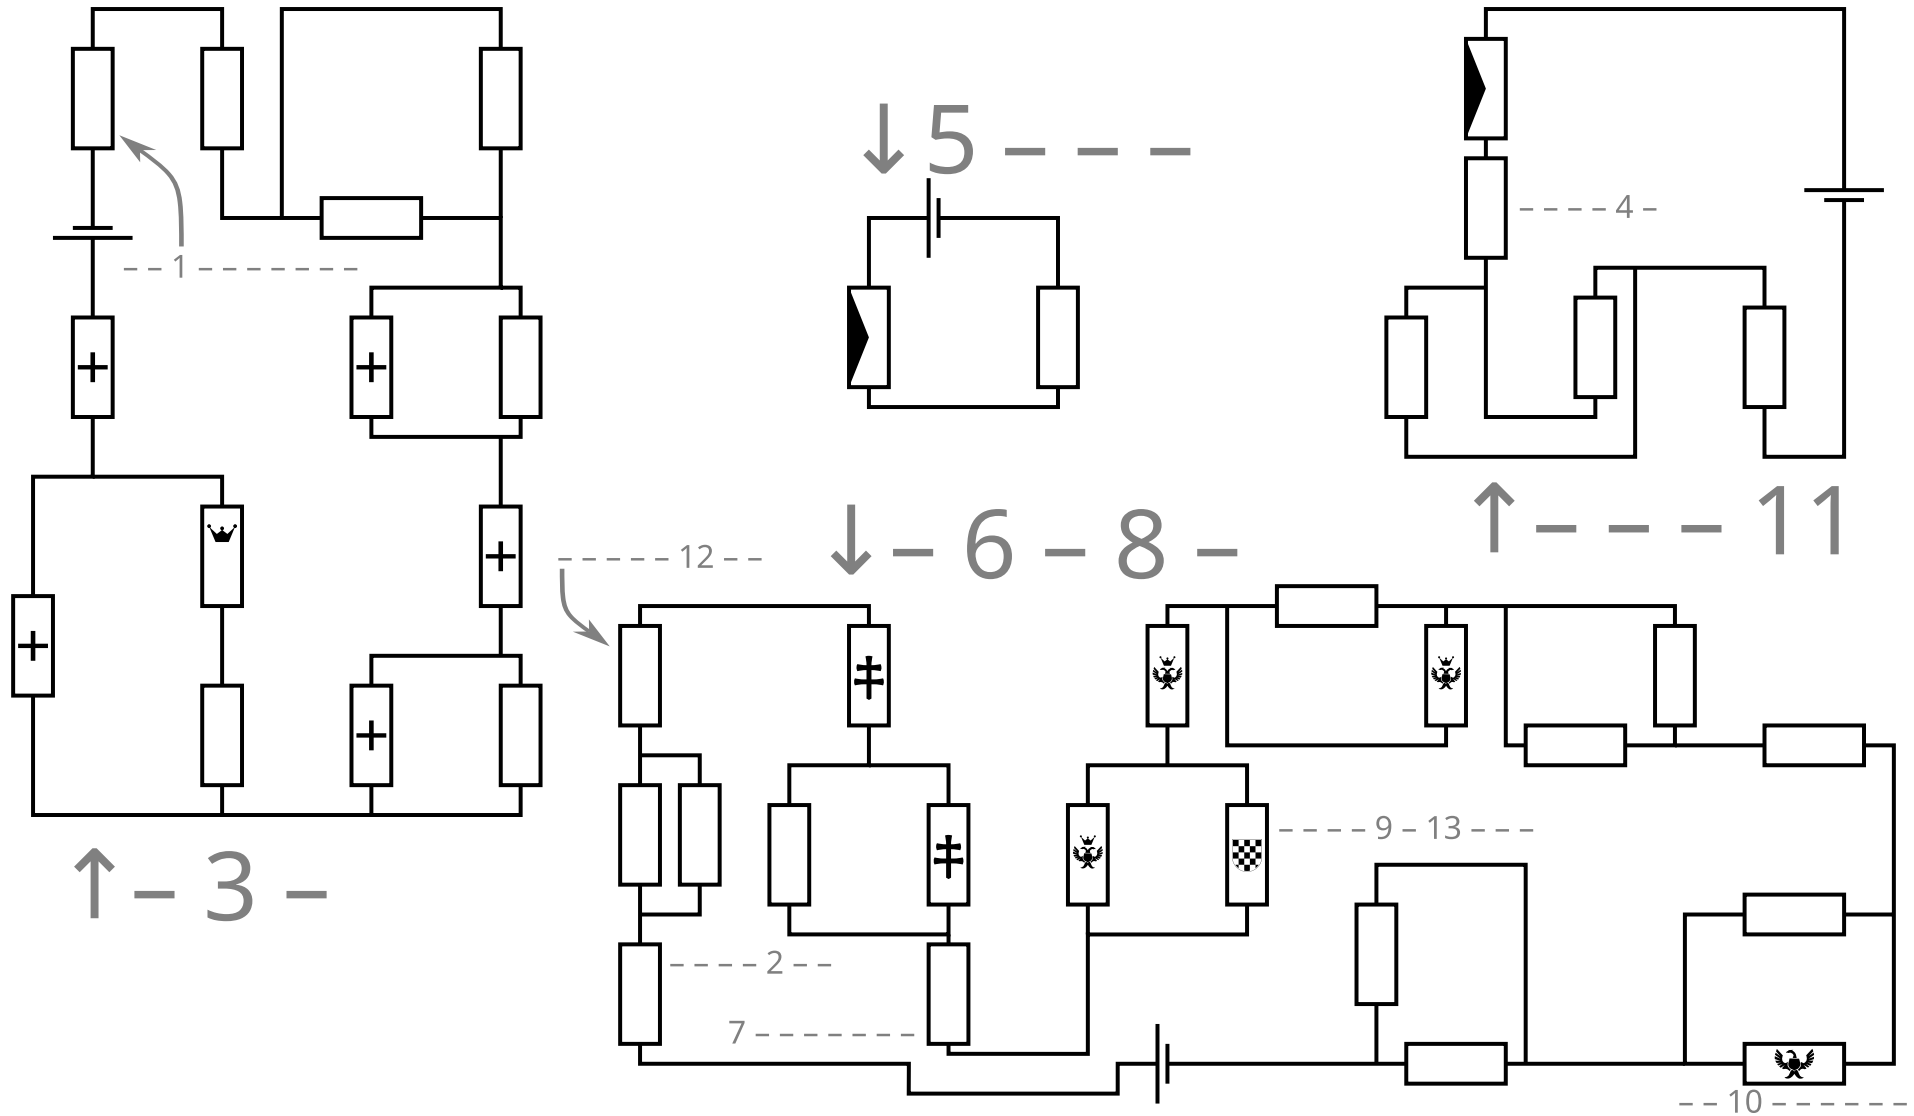 ↓5 – – –
– – – – 4 –
– – 1 – – – – – – –
↑– – – 11
↓– 6 – 8 –
– – – – – 12 – –
– – – – 9 – 13 – – –
↑– 3 –
– – – – 2 – –
7 – – – – – – –
– – 10 – – – – – –